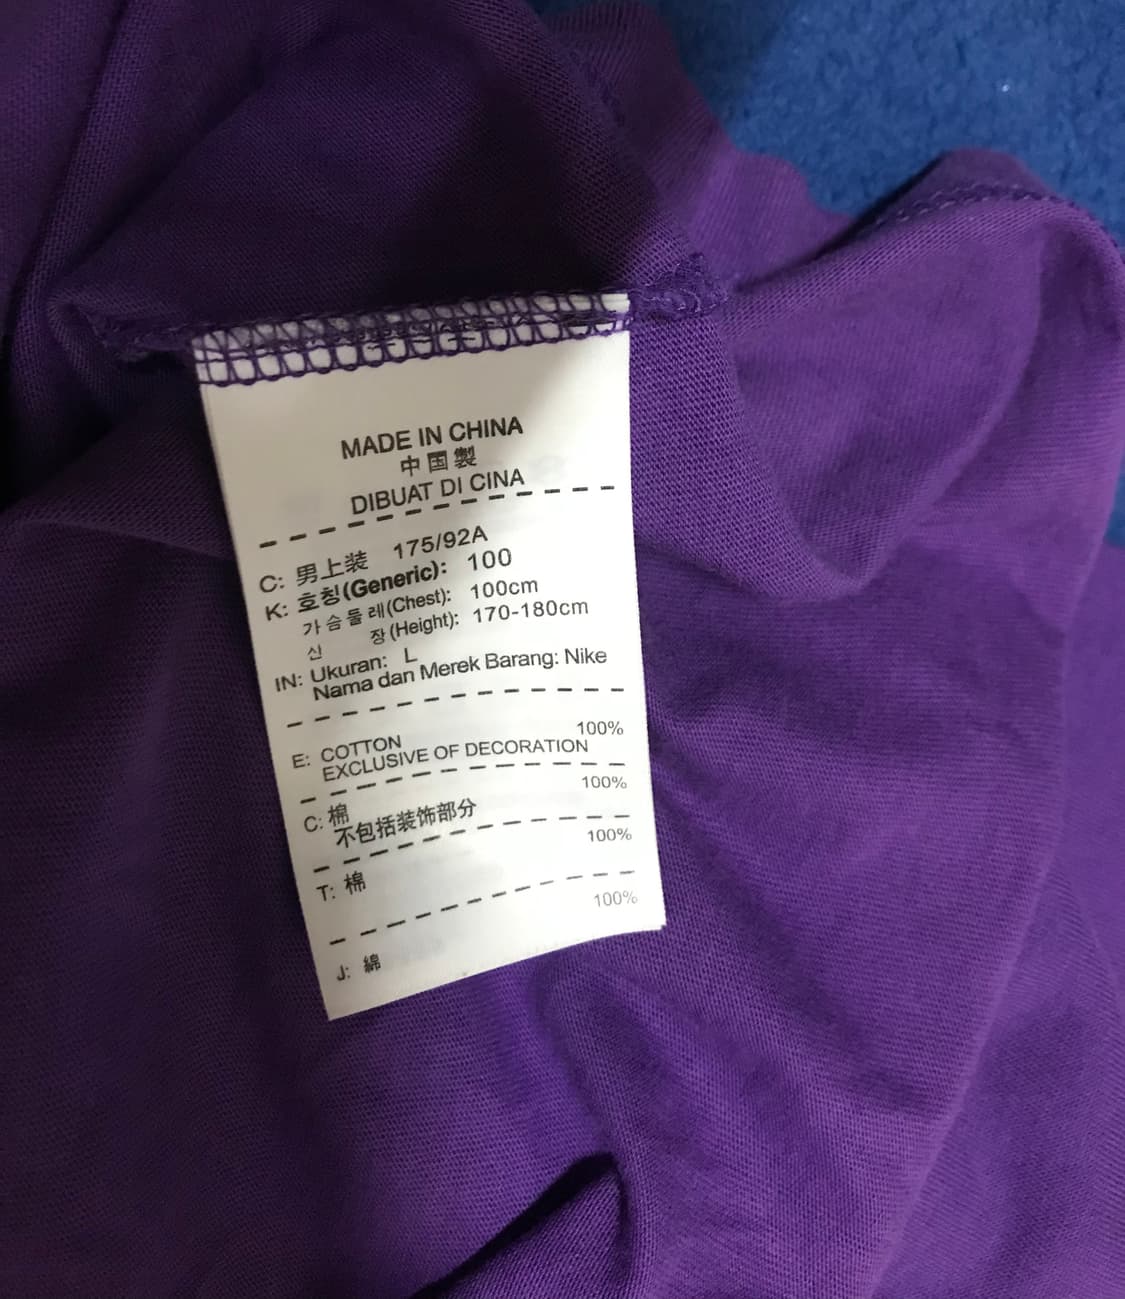 MADE IN CHINA
中国製
DIBUAT DI CINA
C: 男上装 175/92A
K: 호칭(Generic): 100
가슴둘레(Chest): 100cm
신 장(Height): 170-180cm
IN: Ukuran: L
Nama dan Merek Barang: Nike
E: COTTON 100%
EXCLUSIVE OF DECORATION
C: 棉 100%
不包括装饰部分
T: 棉 100%
J: 綿 100%